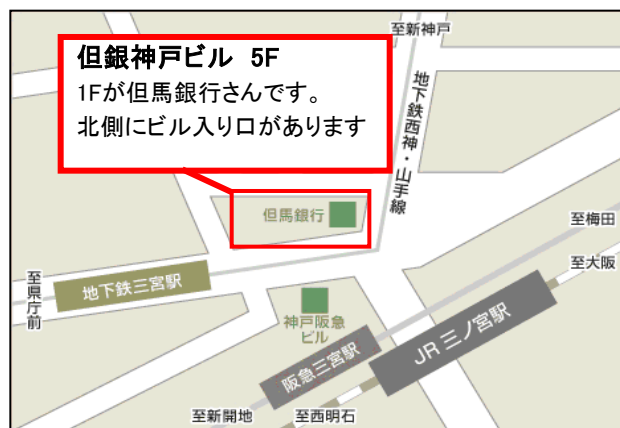 但銀神戸ビル 5F
1Fが但馬銀行さんです。
北側にビル入り口があります
至新神戸
地下鉄西神・山手線
但馬銀行
至梅田
至大阪
至県庁前
地下鉄三宮駅
神戸阪急
ビル
JR三ノ宮駅
阪急三宮駅
至新開地
至西明石